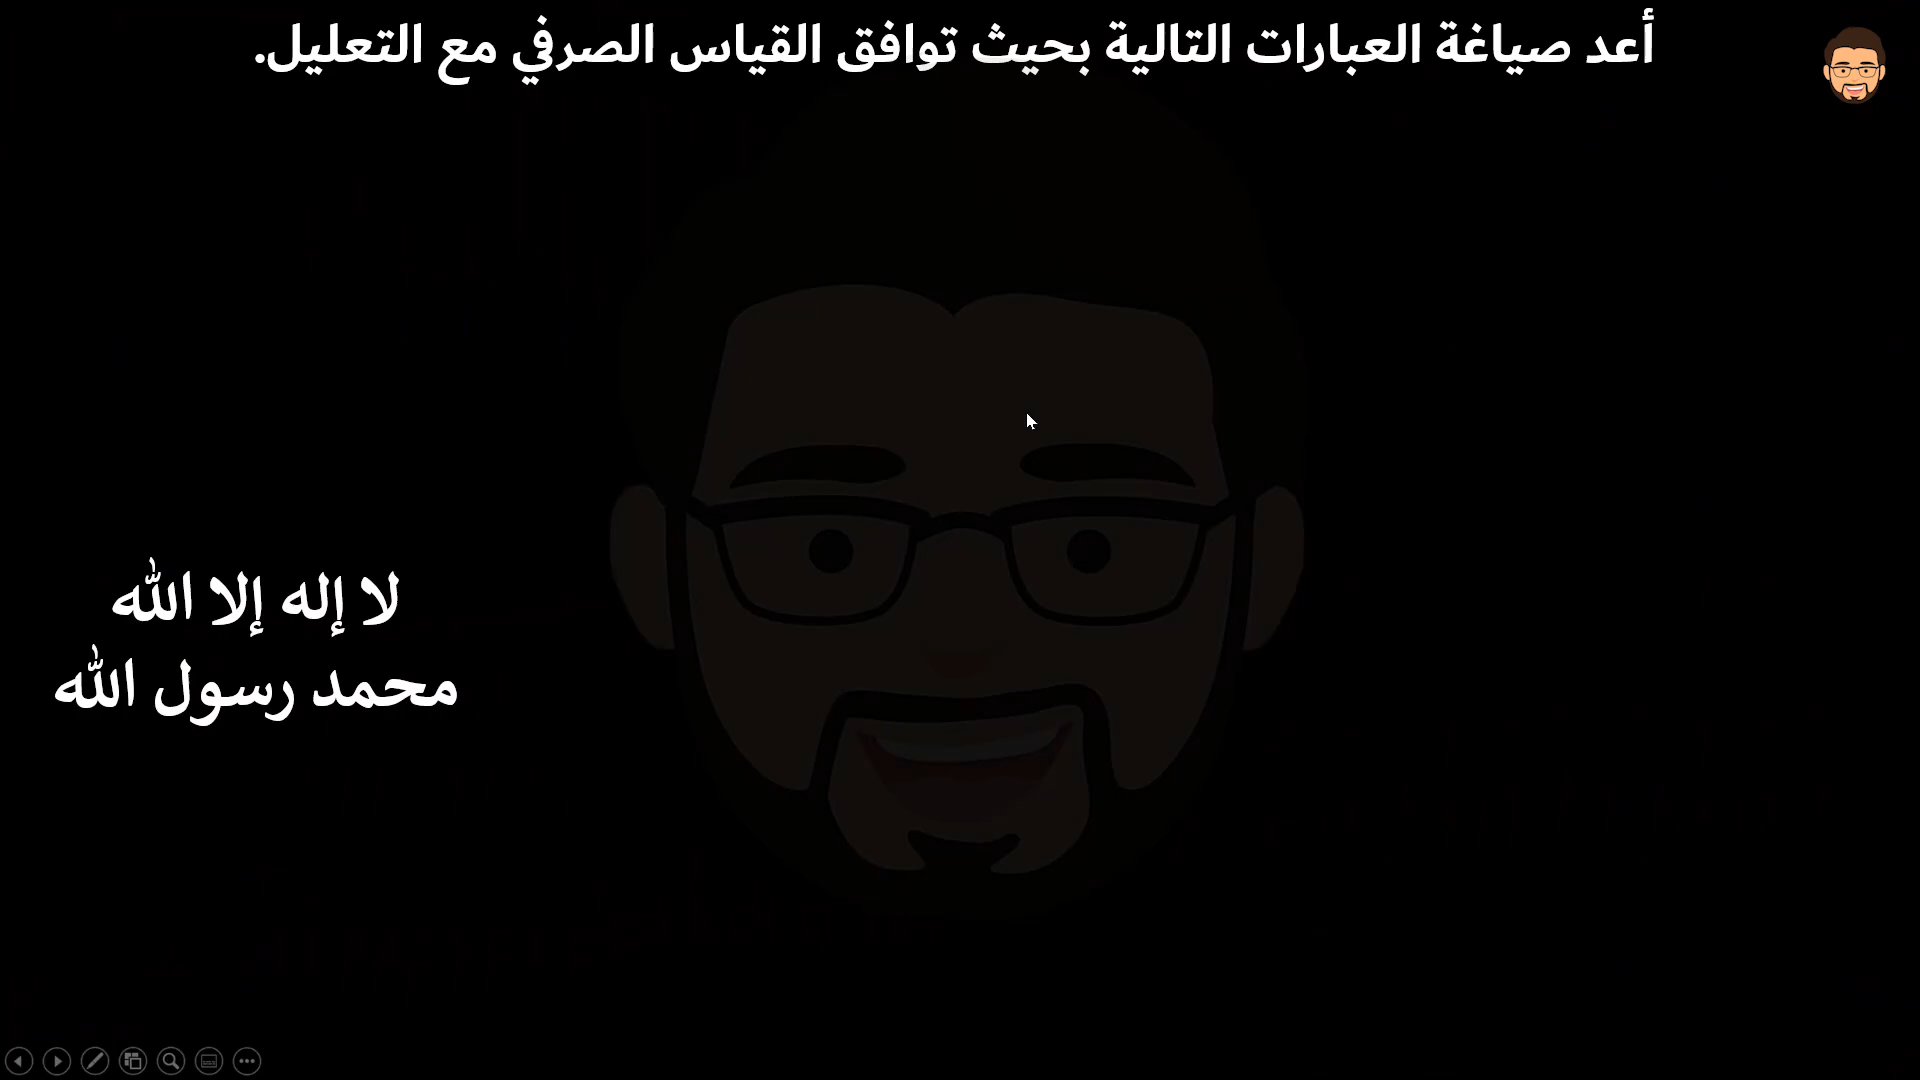 أعد صياغة العبارات التالية بحيث توافق القياس الصرفي مع التعليل.
لا إله إلا الله
محمد رسول الله